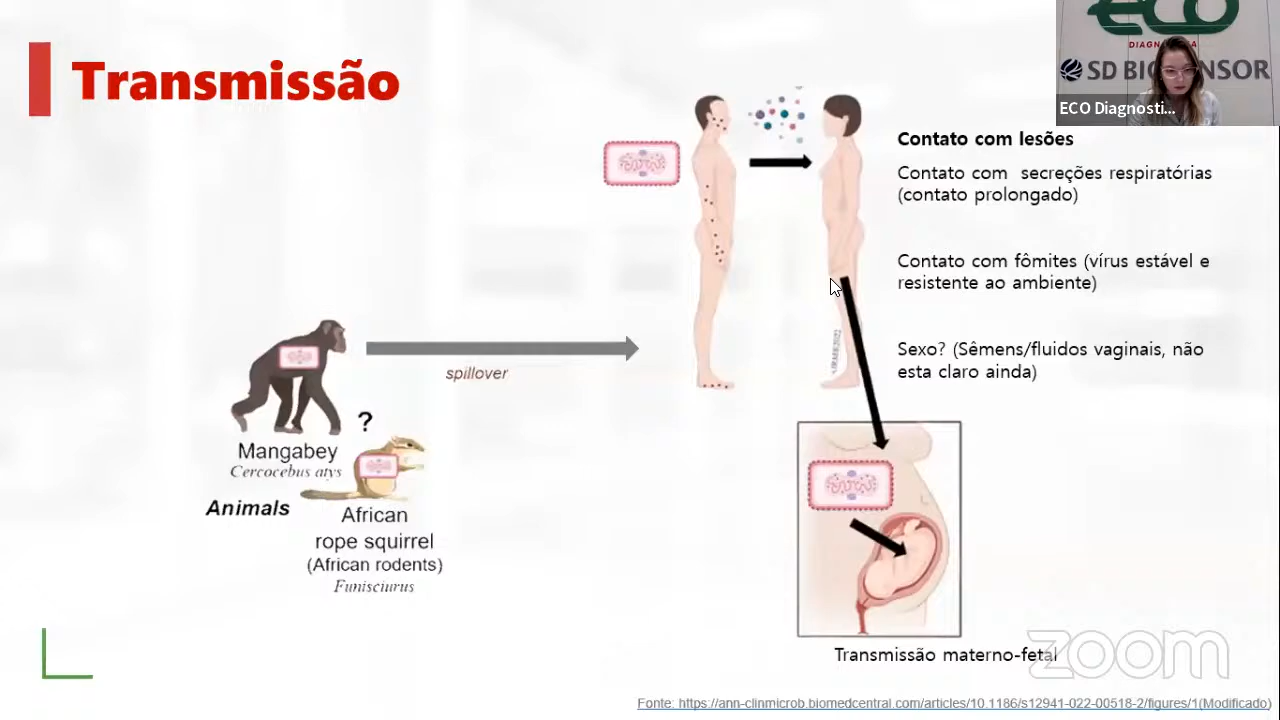 Transmissão
eco
DIAGNOSTICA
SD BIOSENSOR
ECO Diagnosti...
Contato com lesões
Contato com secreções respiratórias
(contato prolongado)
Contato com fômites (vírus estável e
resistente ao ambiente)
Sexo? (Sêmens/fluidos vaginais, não
esta claro ainda)
spillover
?
Mangabey
Cercocebus atys
Animals
African
rope squirrel
(African rodents)
Funisciurus
Transmissão materno-fetal
zoom
Fonte: https://ann-clinmicrob.biomedcentral.com/articles/10.1186/s12941-022-00518-2/figures/1(Modificado)